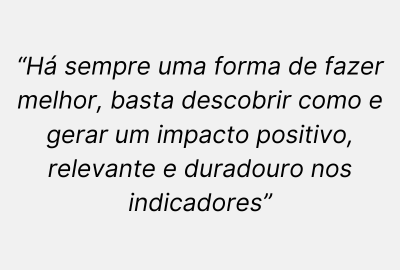 “Há sempre uma forma de fazer
melhor, basta descobrir como e
gerar um impacto positivo,
relevante e duradouro nos
indicadores”